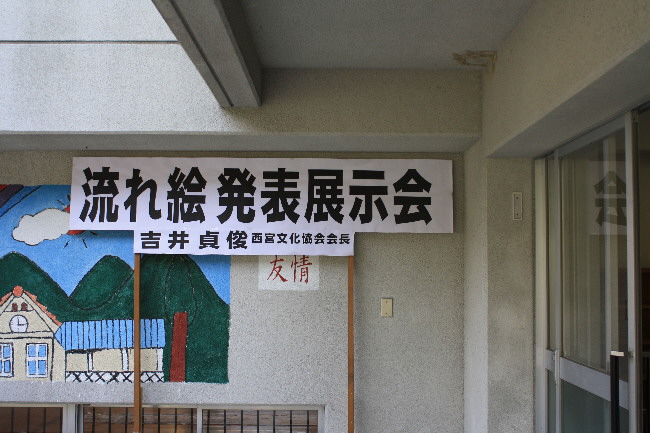 流れ絵 発表展示会
吉井貞俊 西宮文化協会会長
友情
会